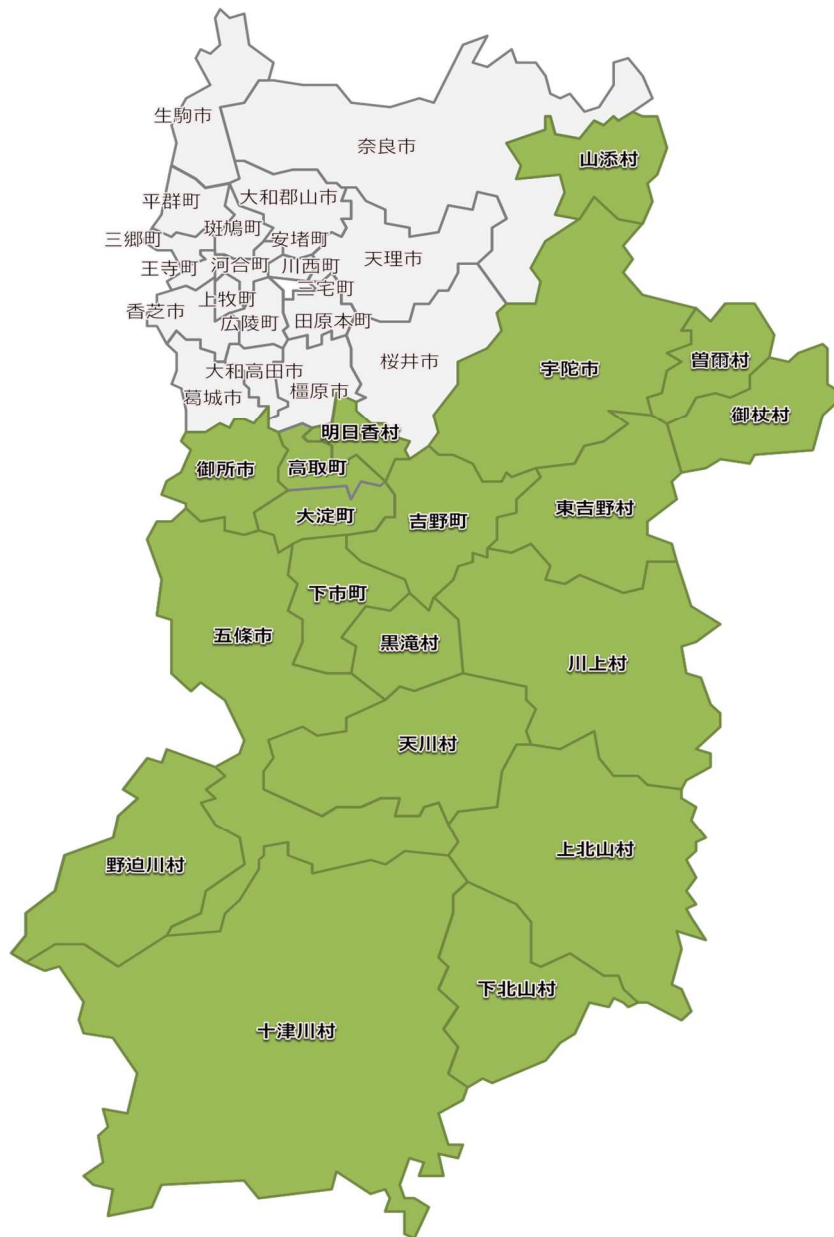 生駒市
奈良市
山添村
平群町
大和郡山市
斑鳩町
三郷町
安堵町
天理市
王寺町
河合町
川西町
三宅町
香芝市
上牧町
広陵町
田原本町
桜井市
宇陀市
曽爾村
大和高田市
葛城市
橿原市
御杖村
明日香村
御所市
高取町
大淀町
吉野町
東吉野村
下市町
五條市
黒滝村
川上村
天川村
野迫川村
上北山村
下北山村
十津川村